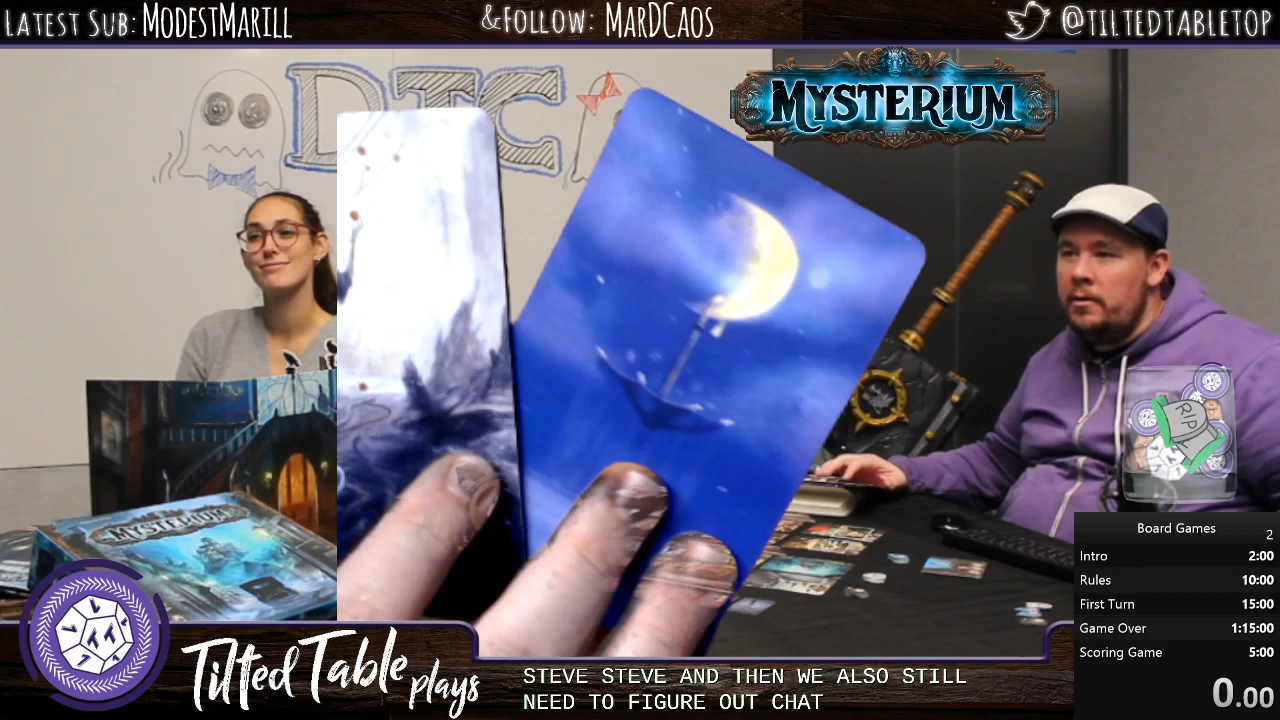 LATEST SUB: MODESTMARILL
&FOLLOW: MARDCAOS
@TILTEDTABLETOP
DTC
MYSTERIUM
MYSTERIUM
RIP
Board Games
2
Intro 2:00
Rules 10:00
First Turn 15:00
Game Over 1:15:00
Scoring Game 5:00
0.00
Tilted Table plays
STEVE STEVE AND THEN WE ALSO STILL
NEED TO FIGURE OUT CHAT